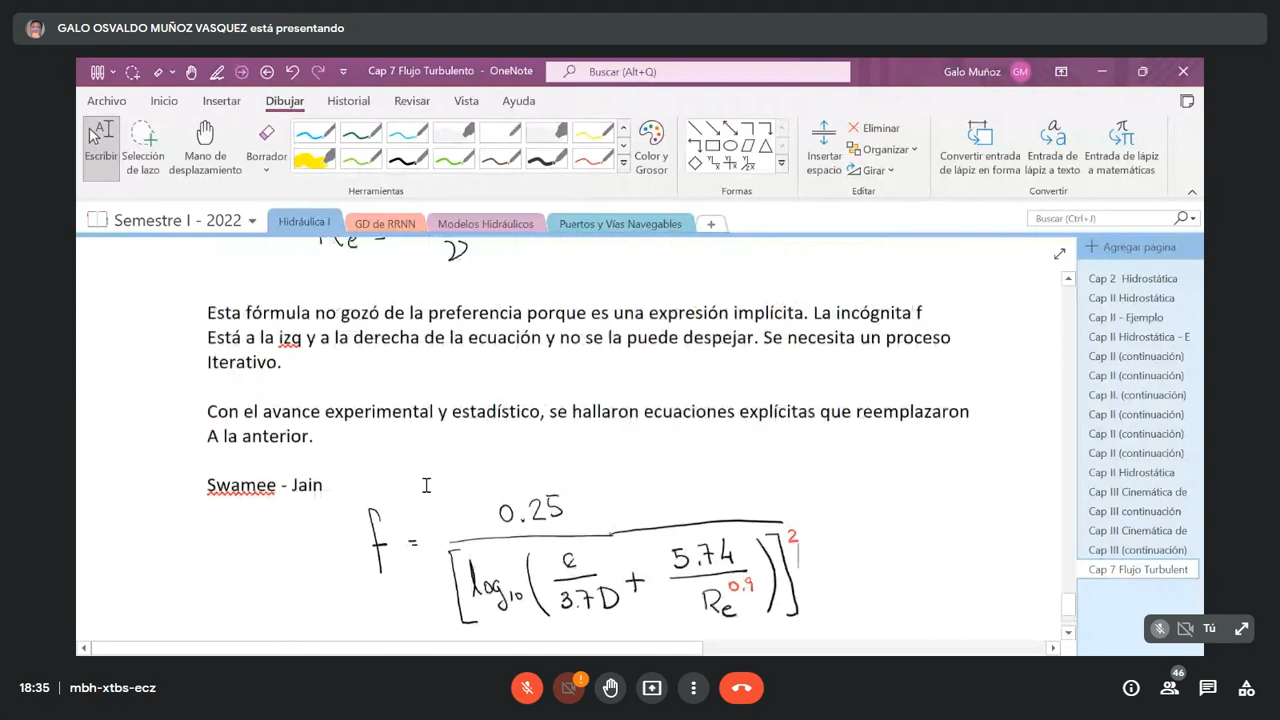 GALO OSVALDO MUÑOZ VASQUEZ está presentando
Cap 7 Flujo Turbulento - OneNote
Buscar (Alt+Q)
Galo Muñoz GM
Archivo Inicio Insertar Dibujar Historial Revisar Vista Ayuda
Escribir
Selección de lazo
Mano de desplazamiento
Borrador
Color y Grosor
Insertar espacio
Eliminar
Organizar
Girar
Convertir entrada de lápiz en forma
Entrada de lápiz a texto
Entrada de lápiz a matemáticas
Herramientas Formas Editar Convertir
Semestre I - 2022
Hidráulica I GD de RRNN Modelos Hidráulicos Puertos y Vías Navegables
Buscar (Ctrl+J)
Re =
ν
Esta fórmula no gozó de la preferencia porque es una expresión implícita. La incógnita f
Está a la izq y a la derecha de la ecuación y no se la puede despejar. Se necesita un proceso
Iterativo.
Con el avance experimental y estadístico, se hallaron ecuaciones explícitas que reemplazaron
A la anterior.
Swamee - Jain
f = 0.25 / [log10 (ϵ / 3.7D + 5.74 / Re^0.9)]^2
Agregar página
Cap 2 Hidrostática
Cap II Hidrostática
Cap II - Ejemplo
Cap II Hidrostática - E
Cap II (continuación)
Cap II (continuación)
Cap II. (continuación)
Cap II (continuación)
Cap II (continuación)
Cap II (continuación)
Cap II Hidrostática
Cap III Cinemática de
Cap III continuación
Cap III Cinemática de
Cap III (continuación)
Cap 7 Flujo Turbulent
Tú
18:35 mbh-xtbs-ecz
46